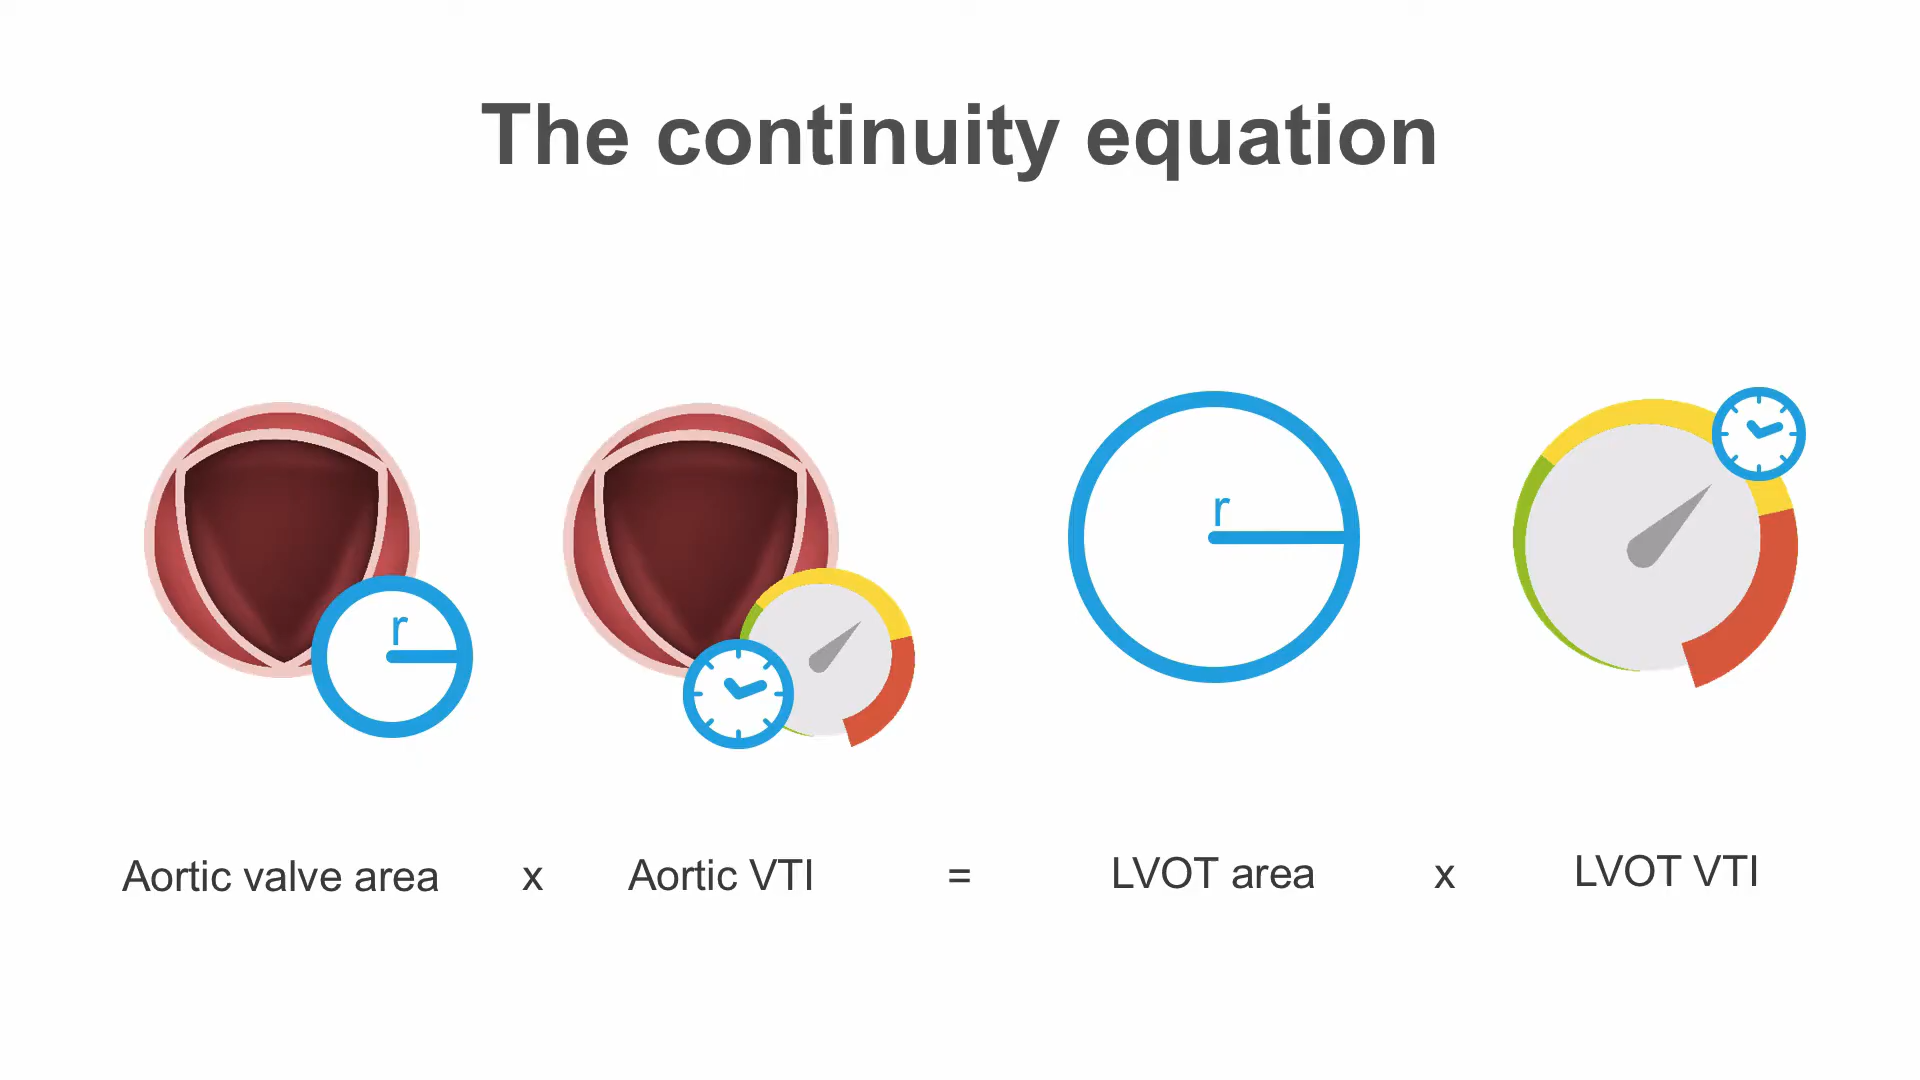 The continuity equation
r
r
Aortic valve area x Aortic VTI = LVOT area x LVOT VTI